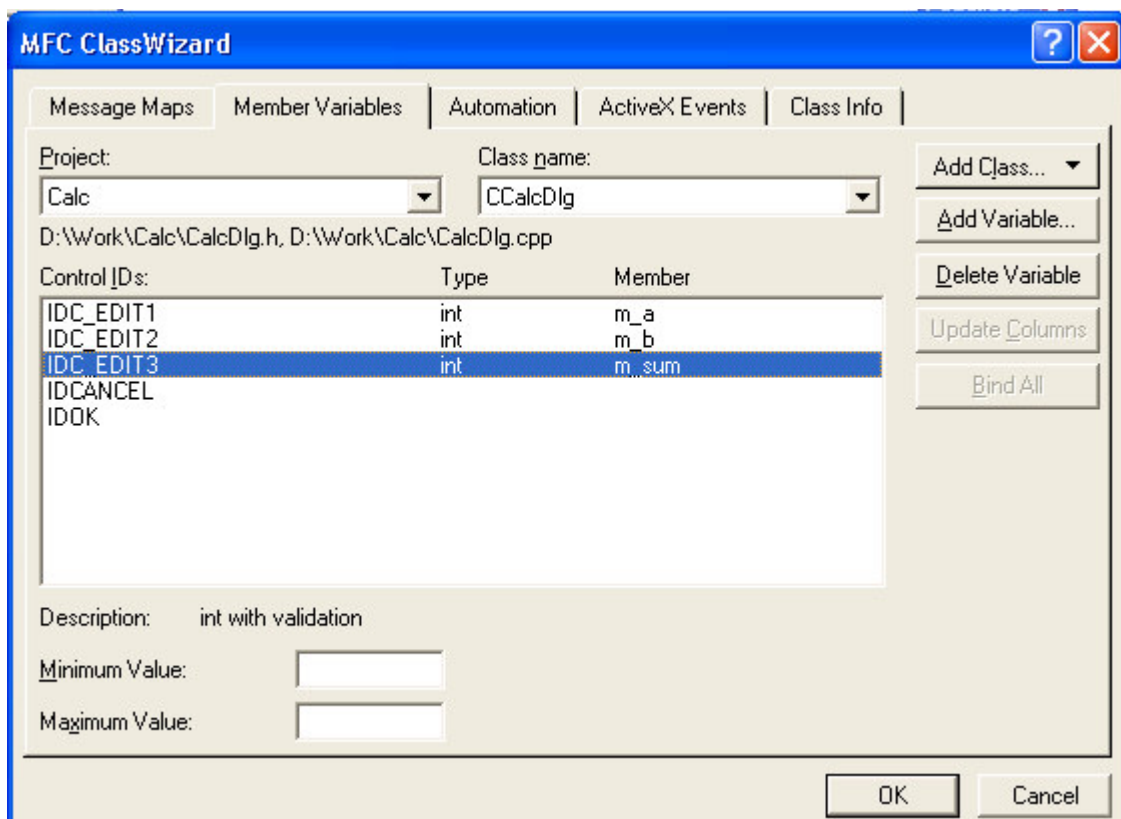 MFC ClassWizard
?
Message Maps Member Variables Automation ActiveX Events Class Info
Project: Class name:
Calc CCalcDlg
Add Class...
D:\Work\Calc\CalcDlg.h, D:\Work\Calc\CalcDlg.cpp
Add Variable...
Control IDs: Type Member
Delete Variable
IDC_EDIT1 int m_a
IDC_EDIT2 int m_b
Update Columns
IDC_EDIT3 int m_sum
IDCANCEL
Bind All
IDOK
Description: int with validation
Minimum Value:
Maximum Value:
OK Cancel